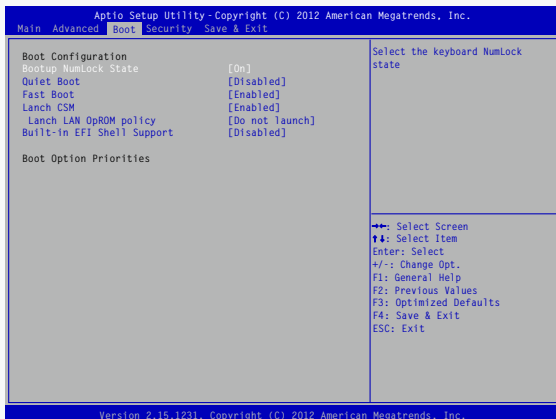 Aptio Setup Utility - Copyright (C) 2012 American Megatrends, Inc.
Main Advanced Boot Security Save & Exit
Boot Configuration
Bootup NumLock State [On]
Quiet Boot [Disabled]
Fast Boot [Enabled]
Lanch CSM [Enabled]
Lanch LAN OpROM policy [Do not launch]
Built-in EFI Shell Support [Disabled]
Boot Option Priorities
Select the keyboard NumLock
state
→←: Select Screen
↑↓: Select Item
Enter: Select
+/-: Change Opt.
F1: General Help
F2: Previous Values
F3: Optimized Defaults
F4: Save & Exit
ESC: Exit
Version 2.15.1231. Copyright (C) 2012 American Megatrends, Inc.